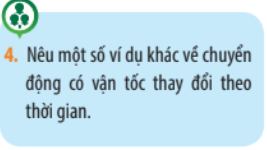 4. Nêu một số ví dụ khác về chuyển
động có vận tốc thay đổi theo
thời gian.